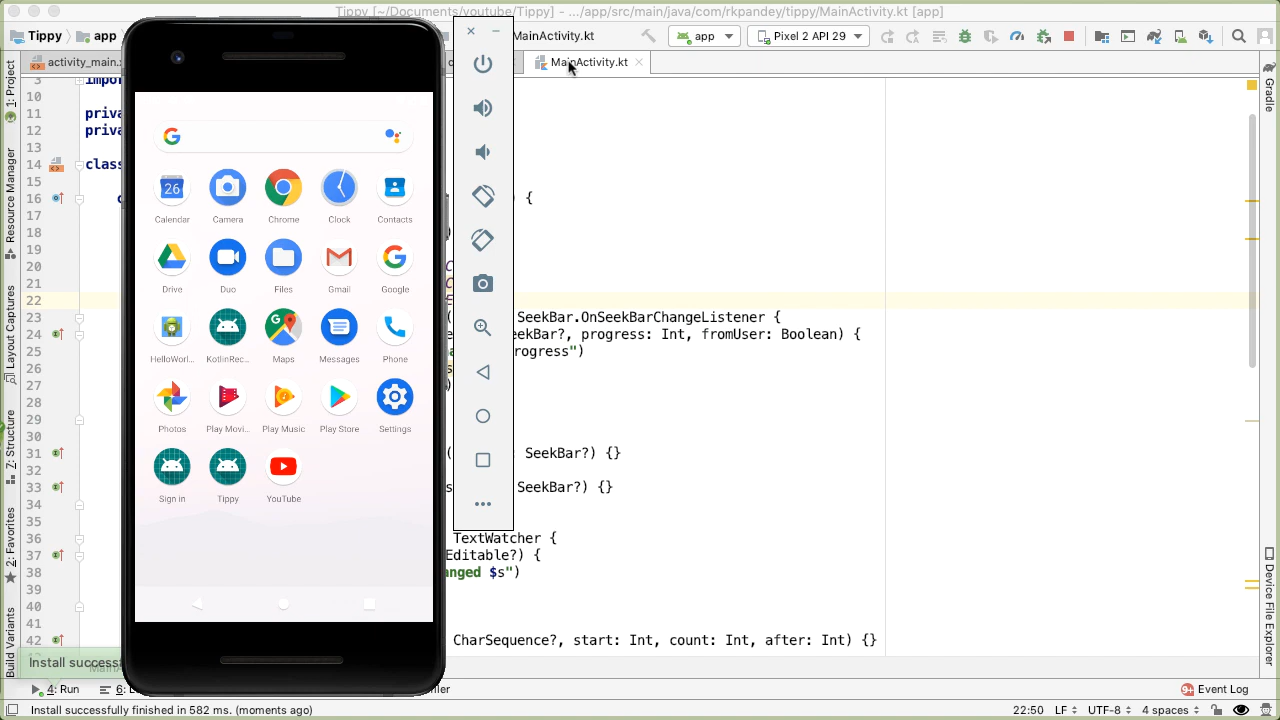 Tippy [~/Documents/youtube/Tippy] - .../app/src/main/java/com/rkpandey/tippy/MainActivity.kt [app]
Tippy
app
MainActivity.kt
app
Pixel 2 API 29
activity_main.
MainActivity.kt
1: Project
Resource Manager
Layout Captures
Z: Structure
2: Favorites
Build Variants
Gradle
Device File Explorer
10
11
12
13
14
15
16
17
18
19
20
21
22
23
24
25
26
27
28
29
30
31
32
33
34
35
36
37
38
39
40
41
42
impor
priva
priva
class
{
SeekBar.OnSeekBarChangeListener {
eekBar?, progress: Int, fromUser: Boolean) {
rogress")
SeekBar?) {}
SeekBar?) {}
TextWatcher {
Editable?) {
anged $s")
CharSequence?, start: Int, count: Int, after: Int) {}
26
Calendar
Camera
Chrome
Clock
Contacts
Drive
Duo
Files
Gmail
Google
HelloWorl...
KotlinRec...
Maps
Messages
Phone
Photos
Play Movi...
Play Music
Play Store
Settings
Sign in
Tippy
YouTube
Install successf
4: Run
6:
filer
9+ Event Log
Install successfully finished in 582 ms. (moments ago)
22:50 LF UTF-8 4 spaces